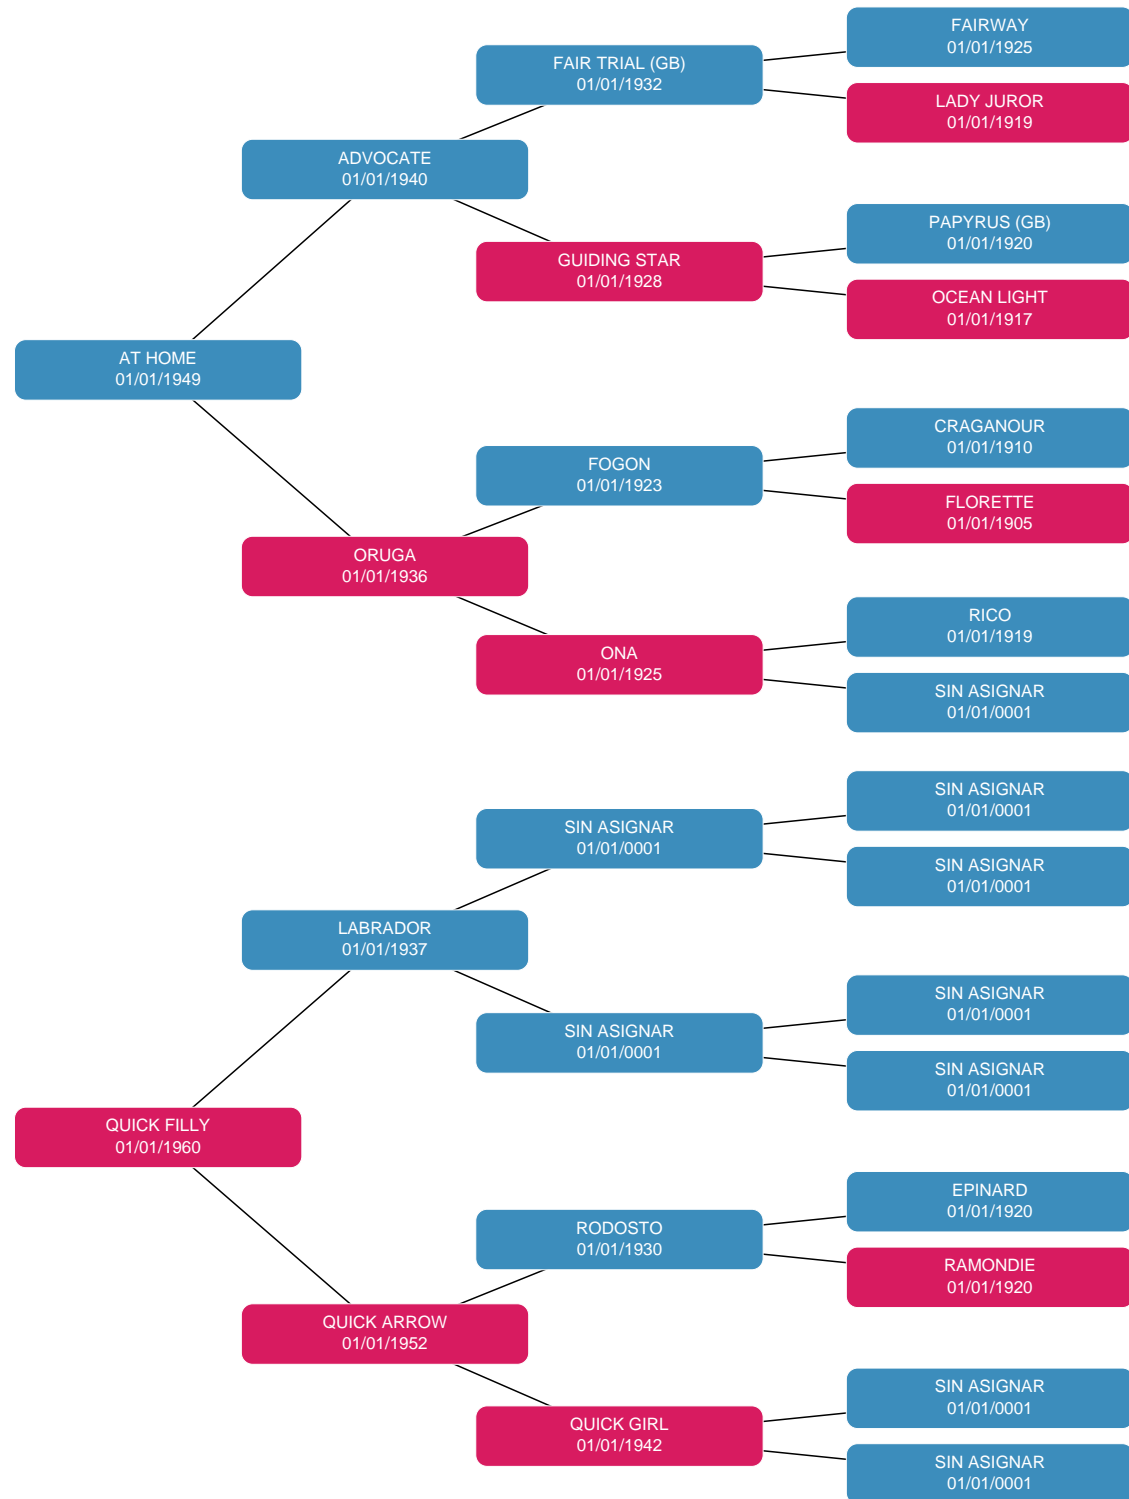 FAIRWAY
01/01/1925
FAIR TRIAL (GB)
01/01/1932
LADY JUROR
01/01/1919
ADVOCATE
01/01/1940
PAPYRUS (GB)
01/01/1920
GUIDING STAR
01/01/1928
OCEAN LIGHT
01/01/1917
AT HOME
01/01/1949
CRAGANOUR
01/01/1910
FOGON
01/01/1923
FLORETTE
01/01/1905
ORUGA
01/01/1936
RICO
01/01/1919
ONA
01/01/1925
SIN ASIGNAR
01/01/0001
SIN ASIGNAR
01/01/0001
SIN ASIGNAR
01/01/0001
SIN ASIGNAR
01/01/0001
LABRADOR
01/01/1937
SIN ASIGNAR
01/01/0001
SIN ASIGNAR
01/01/0001
SIN ASIGNAR
01/01/0001
QUICK FILLY
01/01/1960
EPINARD
01/01/1920
RODOSTO
01/01/1930
RAMONDIE
01/01/1920
QUICK ARROW
01/01/1952
SIN ASIGNAR
01/01/0001
QUICK GIRL
01/01/1942
SIN ASIGNAR
01/01/0001